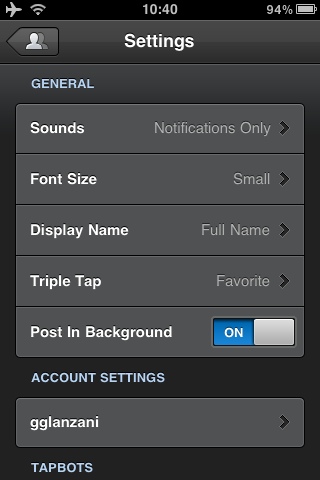 10:40
94%
Settings
GENERAL
Sounds Notifications Only
Font Size Small
Display Name Full Name
Triple Tap Favorite
Post In Background ON
ACCOUNT SETTINGS
gglanzani
TAPBOTS